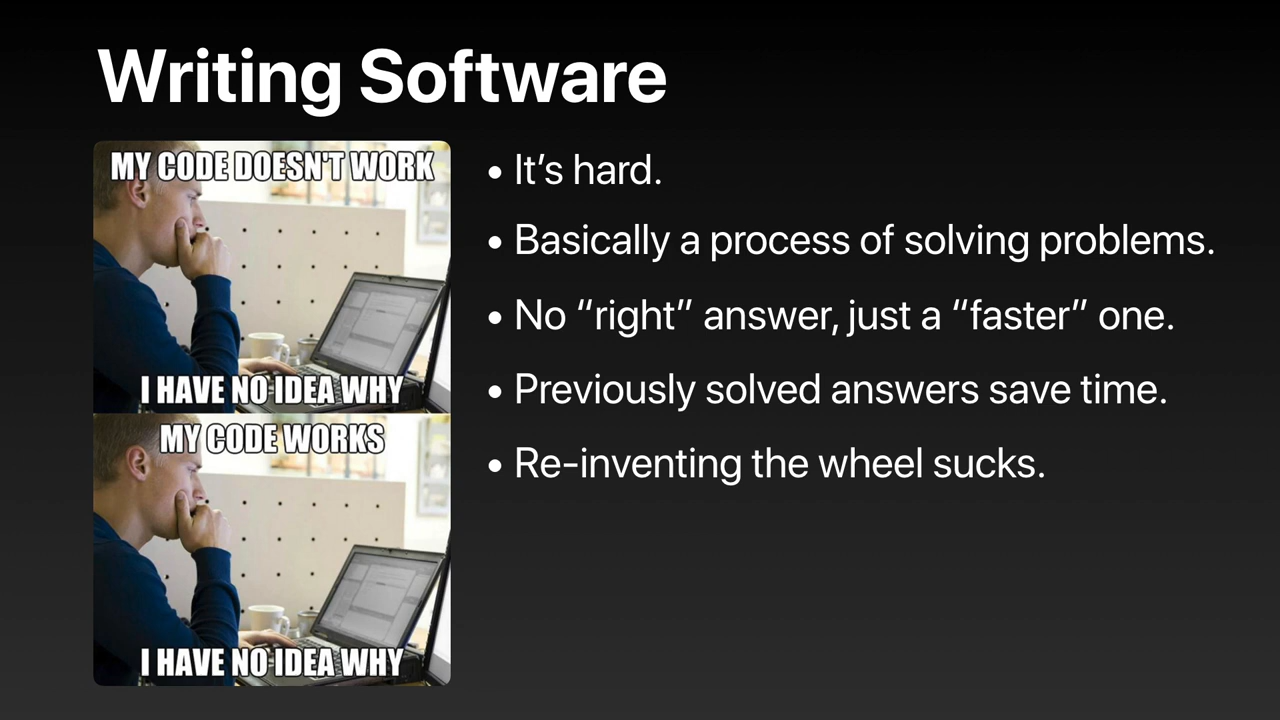 Writing Software
MY CODE DOESN'T WORK
I HAVE NO IDEA WHY
MY CODE WORKS
I HAVE NO IDEA WHY
• It’s hard.
• Basically a process of solving problems.
• No “right” answer, just a “faster” one.
• Previously solved answers save time.
• Re-inventing the wheel sucks.